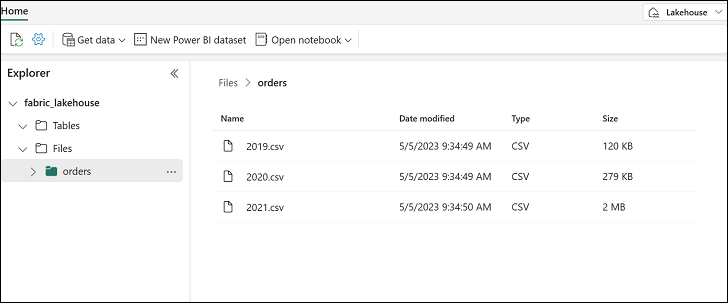 Home
Lakehouse
Get data
New Power BI dataset
Open notebook
Explorer
fabric_lakehouse
Tables
Files
orders
Files > orders
Name Date modified Type Size
2019.csv 5/5/2023 9:34:49 AM CSV 120 KB
2020.csv 5/5/2023 9:34:49 AM CSV 279 KB
2021.csv 5/5/2023 9:34:50 AM CSV 2 MB